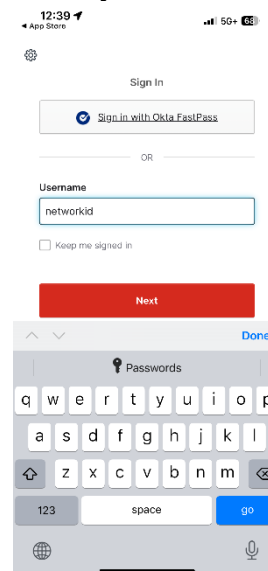 12:39
◀ App Store
5G+ 68
Sign In
Sign in with Okta FastPass
OR
Username
networkid
Keep me signed in
Next
Done
Passwords
q w e r t y u i o p
a s d f g h j k l
z x c v b n m
123 space go